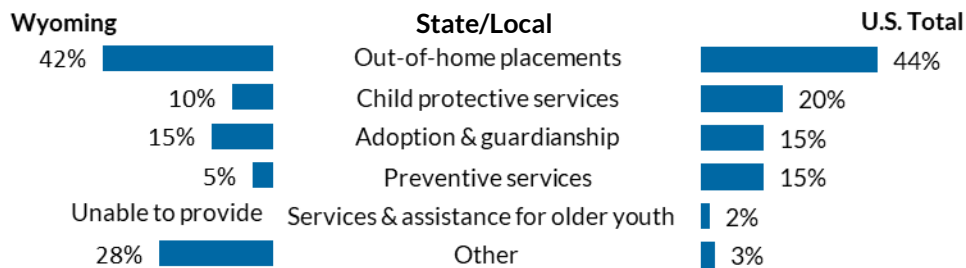 Wyoming State/Local U.S. Total
42% Out-of-home placements 44%
10% Child protective services 20%
15% Adoption & guardianship 15%
5% Preventive services 15%
Unable to provide Services & assistance for older youth 2%
28% Other 3%